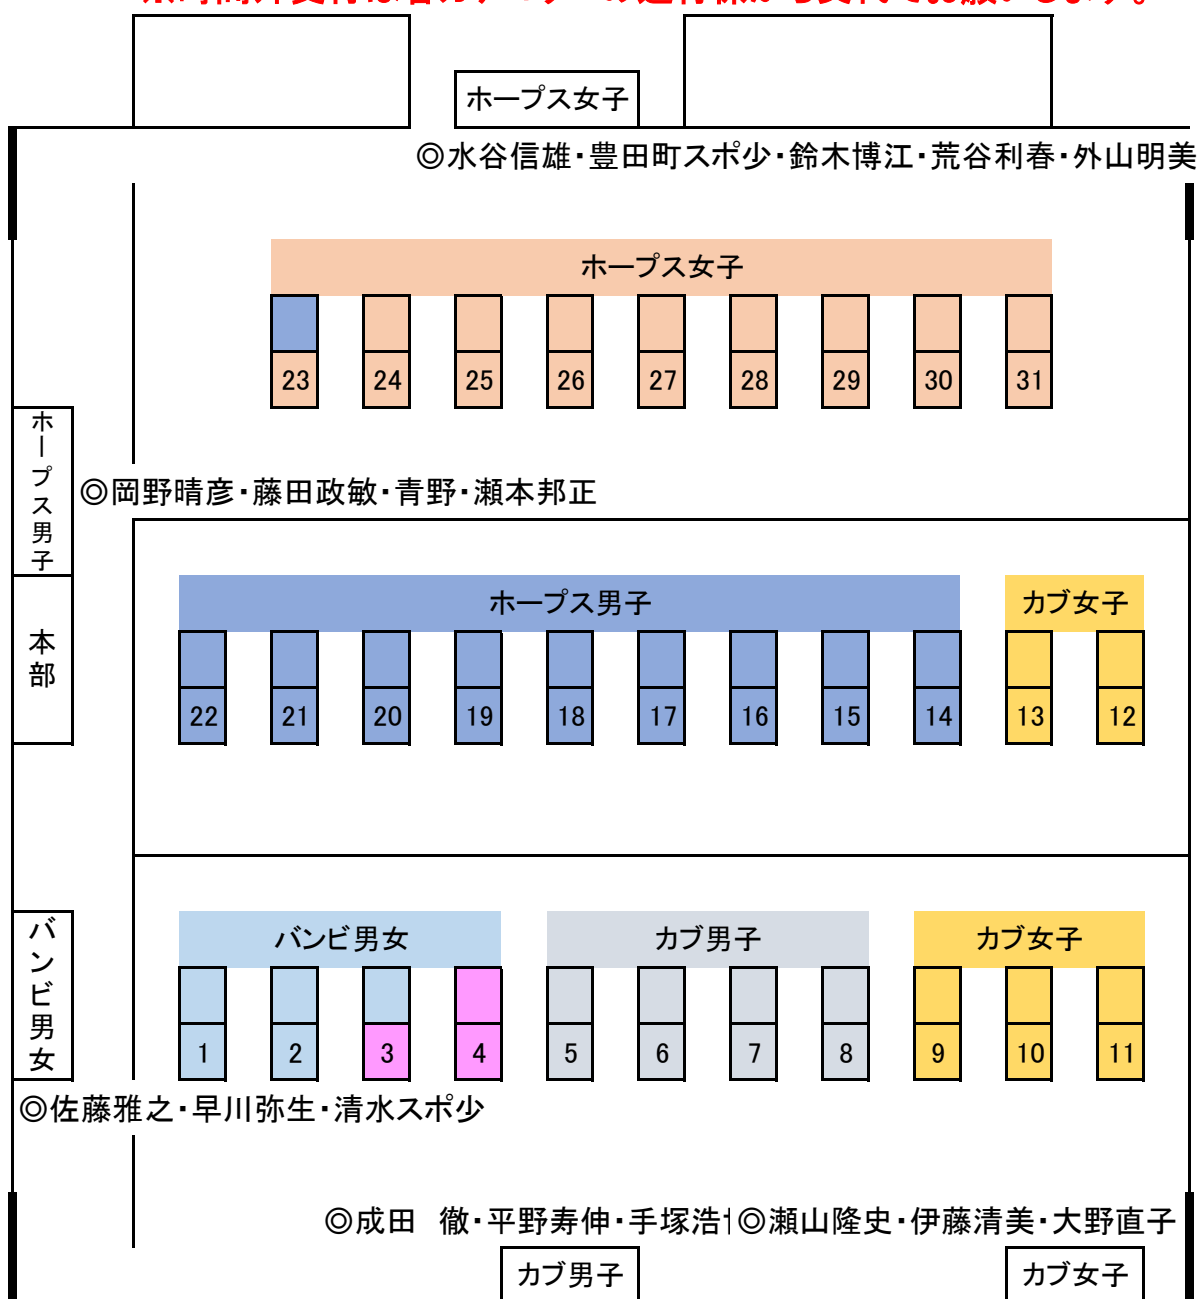 ホープス女子
◎水谷信雄・豊田町スポ少・鈴木博江・荒谷利春・外山明美
ホープス女子
23 24 25 26 27 28 29 30 31
ホープス男子
◎岡野晴彦・藤田政敏・青野・瀬本邦正
ホープス男子 カブ女子
本部
22 21 20 19 18 17 16 15 14 13 12
バンビ男女
バンビ男女 カブ男子 カブ女子
1 2 3 4 5 6 7 8 9 10 11
◎佐藤雅之・早川弥生・清水スポ少
◎成田　徹・平野寿伸・手塚浩 ◎瀬山隆史・伊藤清美・大野直子
カブ男子 カブ女子